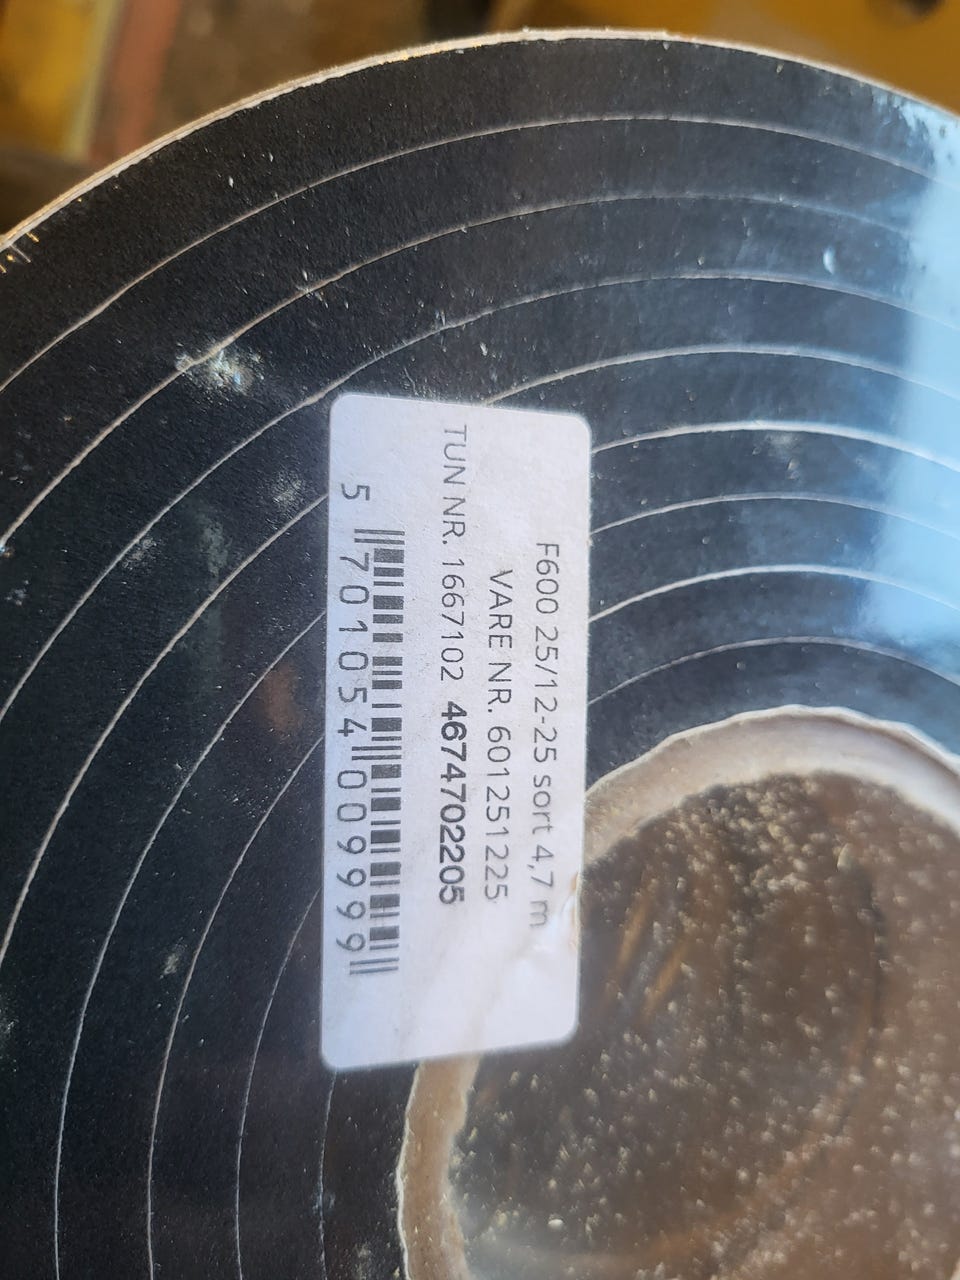 F600 25/12-25 sort 4,7 m
VARE NR. 601251225
TUN NR. 1667102 4674702205
5 701054 009999